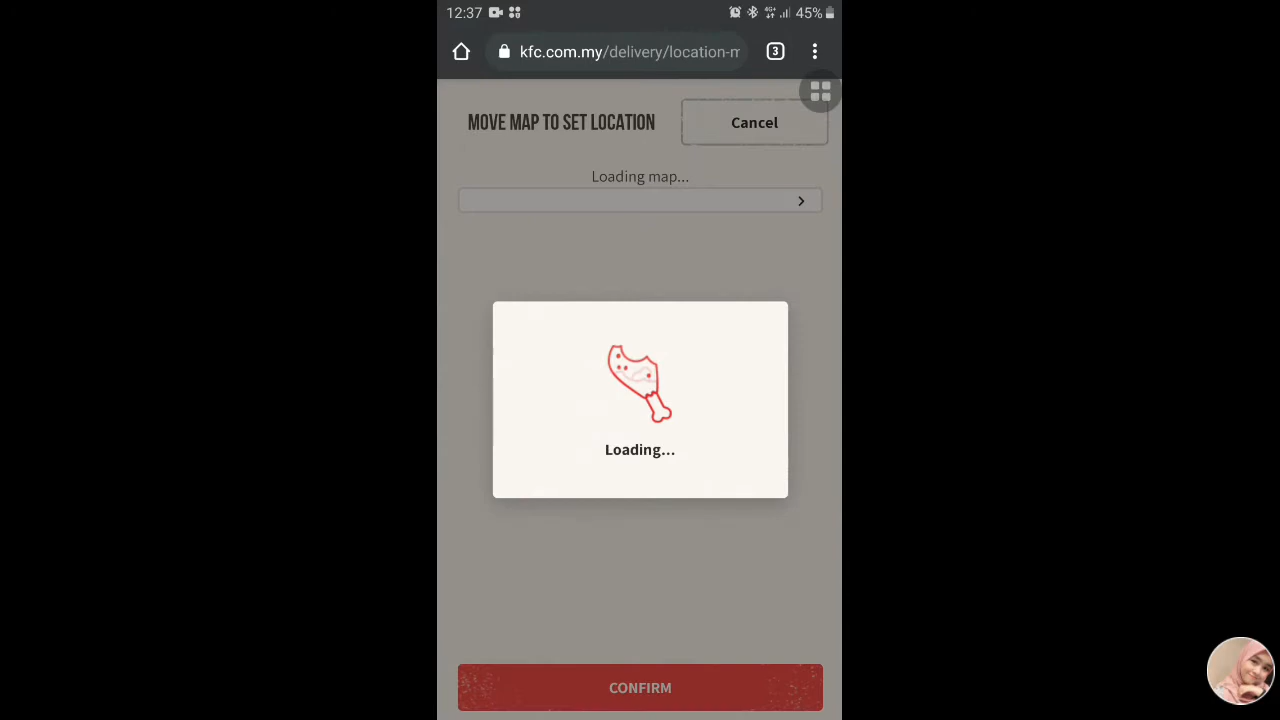 12:37 4G+ 45%
kfc.com.my/delivery/location-m 3
MOVE MAP TO SET LOCATION Cancel
Loading map...
Loading...
CONFIRM